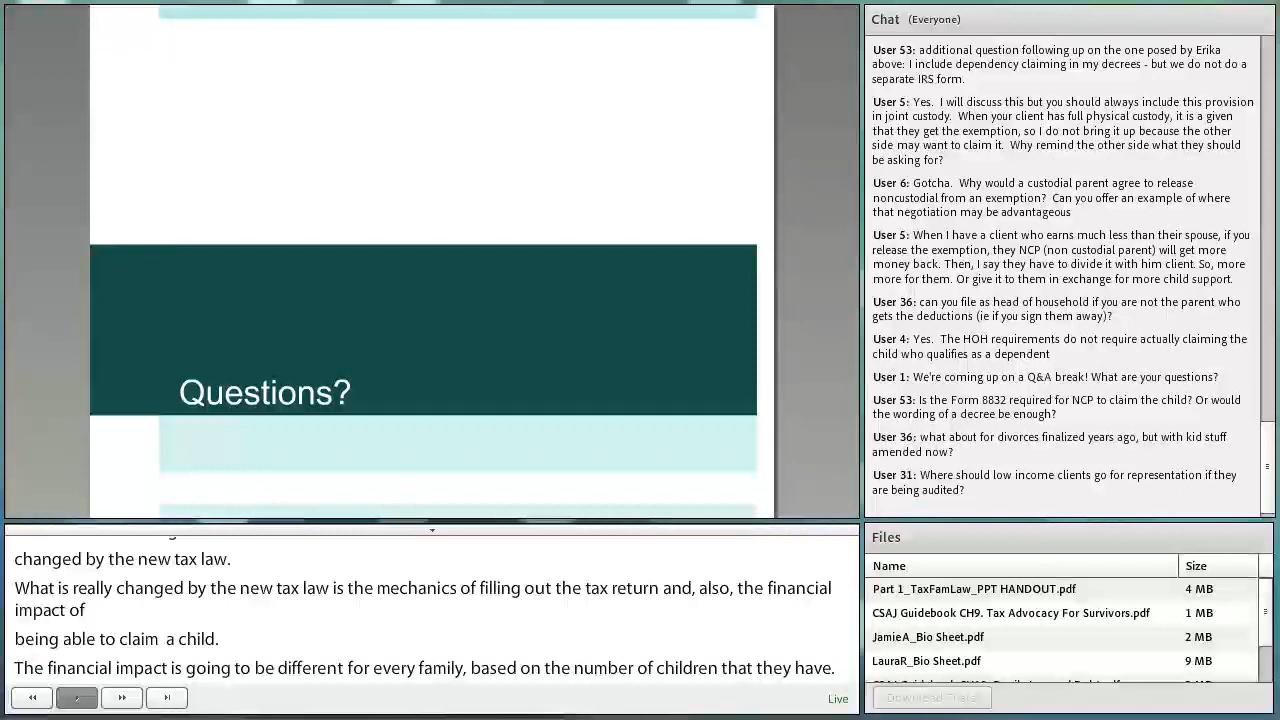 Questions?
changed by the new tax law.
What is really changed by the new tax law is the mechanics of filling out the tax return and, also, the financial
impact of
being able to claim  a child.
The financial impact is going to be different for every family, based on the number of children that they have.
Live
Chat (Everyone)
User 53: additional question following up on the one posed by Erika
above: I include dependency claiming in my decrees - but we do not do a
separate IRS form.
User 5: Yes.  I will discuss this but you should always include this provision
in joint custody.  When your client has full physical custody, it is a given
that they get the exemption, so I do not bring it up because the other
side may want to claim it.  Why remind the other side what they should
be asking for?
User 6: Gotcha.  Why would a custodial parent agree to release
noncustodial from an exemption?  Can you offer an example of where
that negotiation may be advantageous
User 5: When I have a client who earns much less than their spouse, if you
release the exemption, they NCP (non custodial parent) will get more
money back. Then, I say they have to divide it with him client. So, more
more for them. Or give it to them in exchange for more child support.
User 36: can you file as head of household if you are not the parent who
gets the deductions (ie if you sign them away)?
User 4: Yes.  The HOH requirements do not require actually claiming the
child who qualifies as a dependent
User 1: We're coming up on a Q&A break! What are your questions?
User 53: Is the Form 8832 required for NCP to claim the child? Or would
the wording of a decree be enough?
User 36: what about for divorces finalized years ago, but with kid stuff
amended now?
User 31: Where should low income clients go for representation if they
are being audited?
Files
Name Size
Part 1_TaxFamLaw_PPT HANDOUT.pdf 4 MB
CSAJ Guidebook CH9. Tax Advocacy For Survivors.pdf 1 MB
JamieA_Bio Sheet.pdf 2 MB
LauraR_Bio Sheet.pdf 9 MB